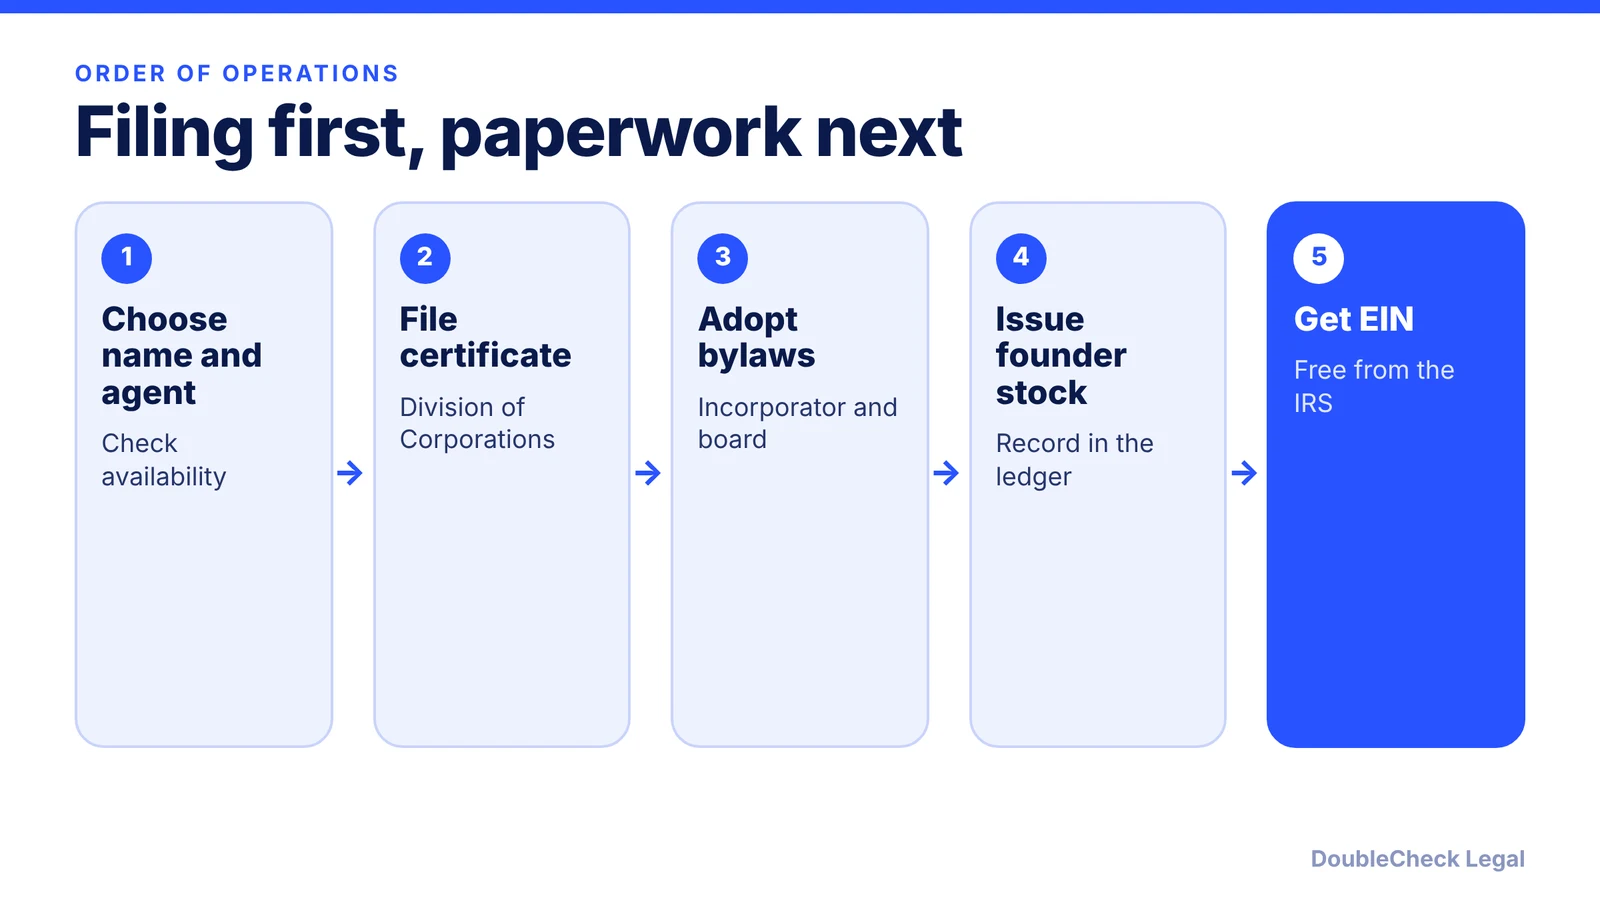 ORDER OF OPERATIONS
Filing first, paperwork next
1
Choose
name and
agent
Check
availability
→
2
File
certificate
Division of
Corporations
→
3
Adopt
bylaws
Incorporator and
board
→
4
Issue
founder
stock
Record in the
ledger
→
5
Get EIN
Free from the
IRS
DoubleCheck Legal